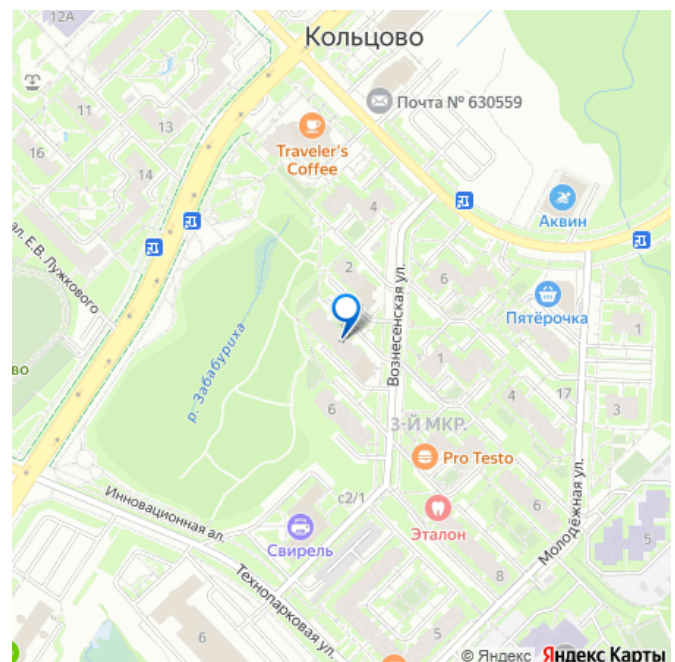 12А
Кольцово
Почта № 630559
11
13
16
14
Traveler's
Coffee
4
Аквин
ал. Е.В. Лужкового
2
6
Пятёрочка
Вознесенская ул.
р. Забабуриха
1
1
во
4
17
6
3
3-Й МКР.
Pro Testo
Инновационная ал.
с2/1
Эталон
6
Свирель
Молодёжная ул.
5
8
Технопарковая ул.
6
5
© Яндекс Яндекс Карты